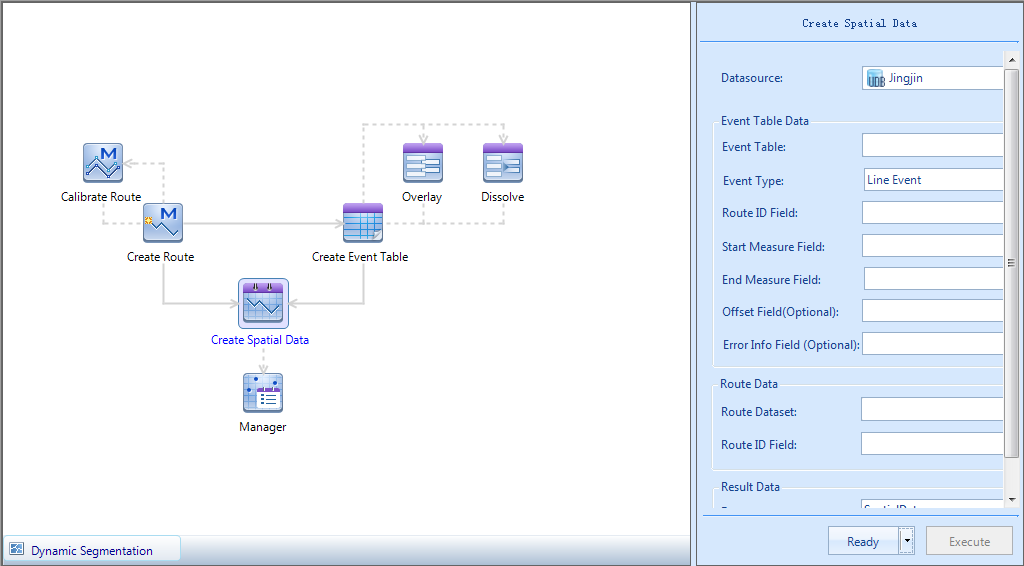 Calibrate Route
M
Create Route
M
Create Event Table
Overlay
Dissolve
Create Spatial Data
Manager
Dynamic Segmentation
Create Spatial Data
Datasource:
UDB Jingjin
Event Table Data
Event Table:
Event Type:
Line Event
Route ID Field:
Start Measure Field:
End Measure Field:
Offset Field(Optional):
Error Info Field (Optional):
Route Data
Route Dataset:
Route ID Field:
Result Data
Ready
Execute